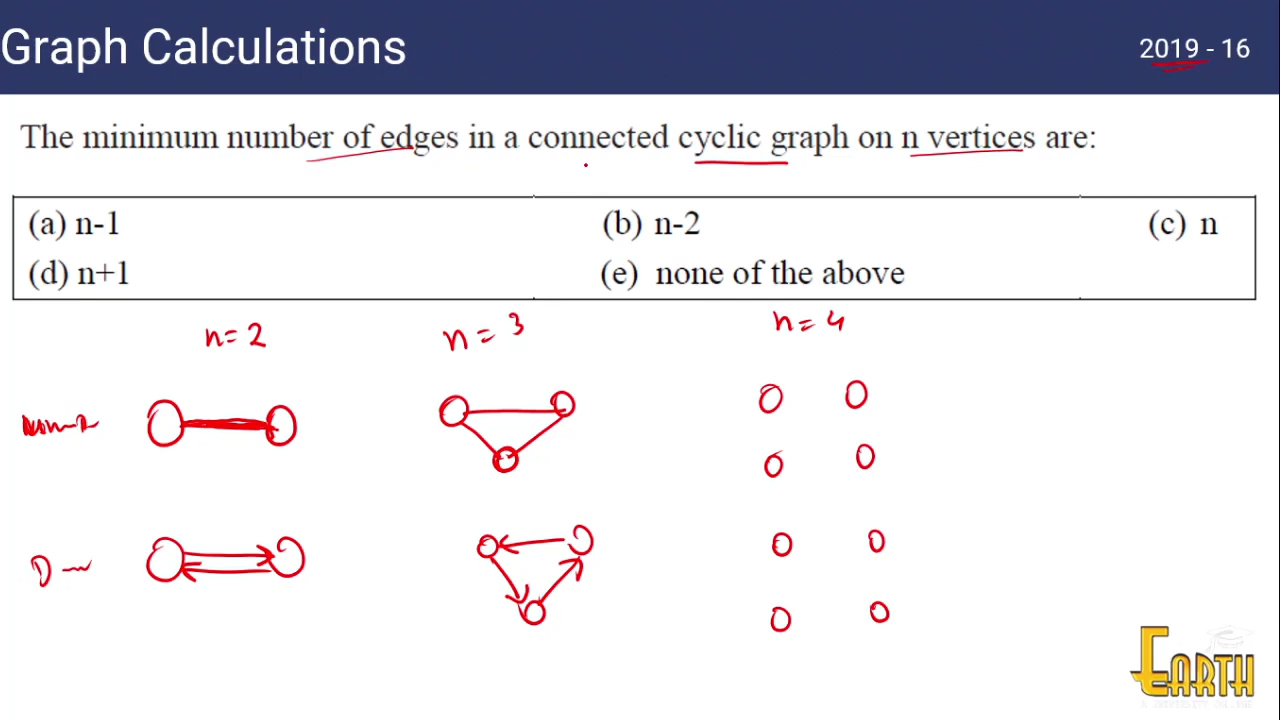 Graph Calculations
2019 - 16
The minimum number of edges in a connected cyclic graph on n vertices are:
(a) n-1 (b) n-2 (c) n
(d) n+1 (e) none of the above
n=2 n=3 n=4
D
EARTH